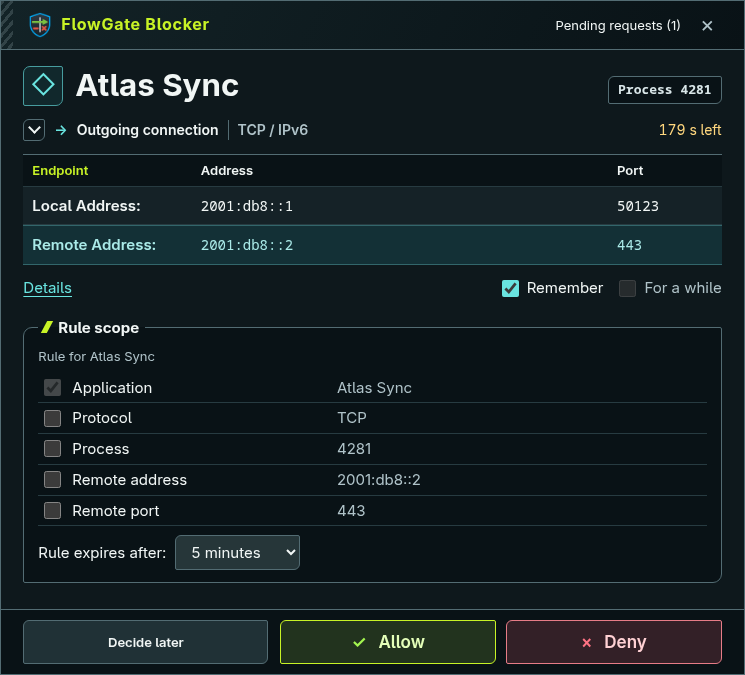 FlowGate Blocker
Pending requests (1)
Atlas Sync
Process 4281
Outgoing connection
TCP / IPv6
179 s left
Endpoint Address Port
Local Address: 2001:db8::1 50123
Remote Address: 2001:db8::2 443
Details
Remember
For a while
Rule scope
Rule for Atlas Sync
Application Atlas Sync
Protocol TCP
Process 4281
Remote address 2001:db8::2
Remote port 443
Rule expires after: 5 minutes
Decide later
Allow
Deny